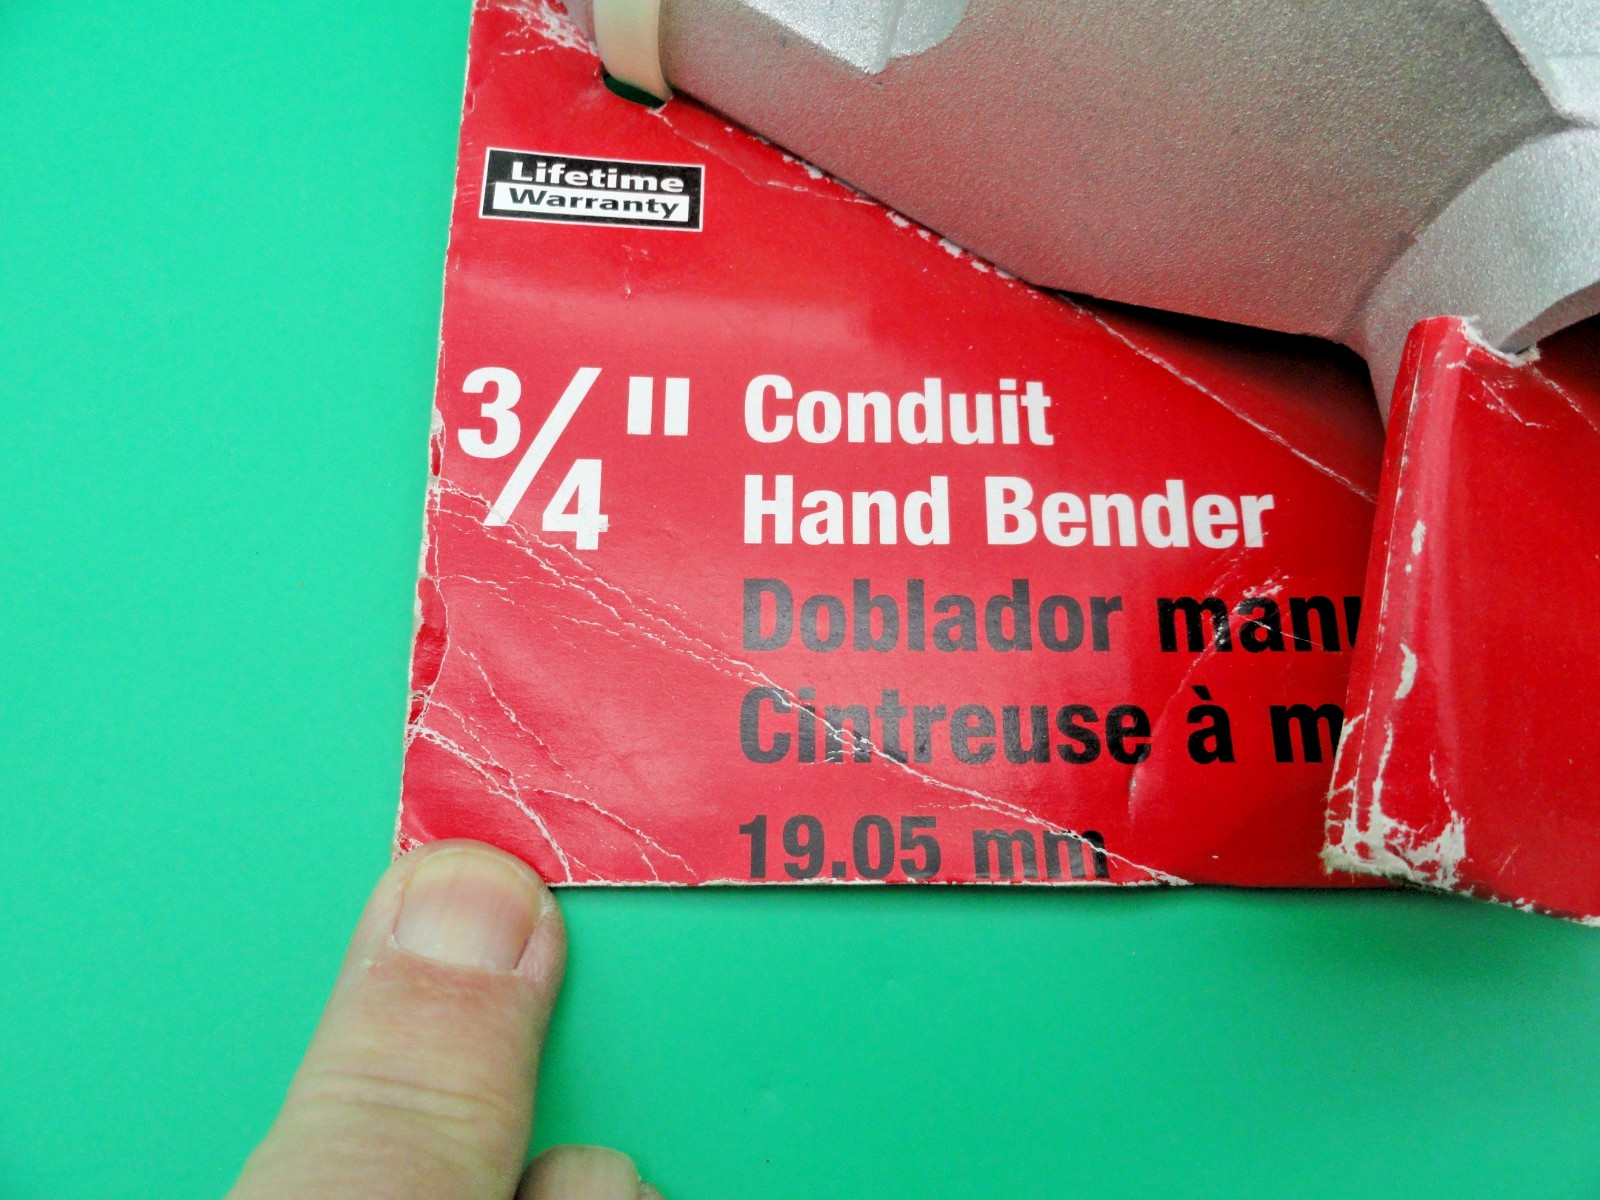 Lifetime
Warranty
3/4" Conduit
Hand Bender
Doblador
Cintreuse à
19.05 mm